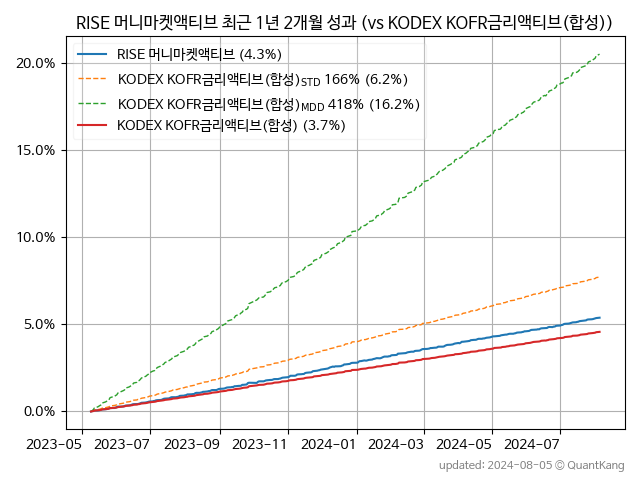 RISE 머니마켓액티브 최근 1년 2개월 성과 (vs KODEX KOFR금리액티브(합성))
RISE 머니마켓액티브 (4.3%)
KODEX KOFR금리액티브(합성)STD 166% (6.2%)
KODEX KOFR금리액티브(합성)MDD 418% (16.2%)
KODEX KOFR금리액티브(합성) (3.7%)
20.0%
15.0%
10.0%
5.0%
0.0%
2023-05 2023-07 2023-09 2023-11 2024-01 2024-03 2024-05 2024-07
updated: 2024-08-05 © QuantKang